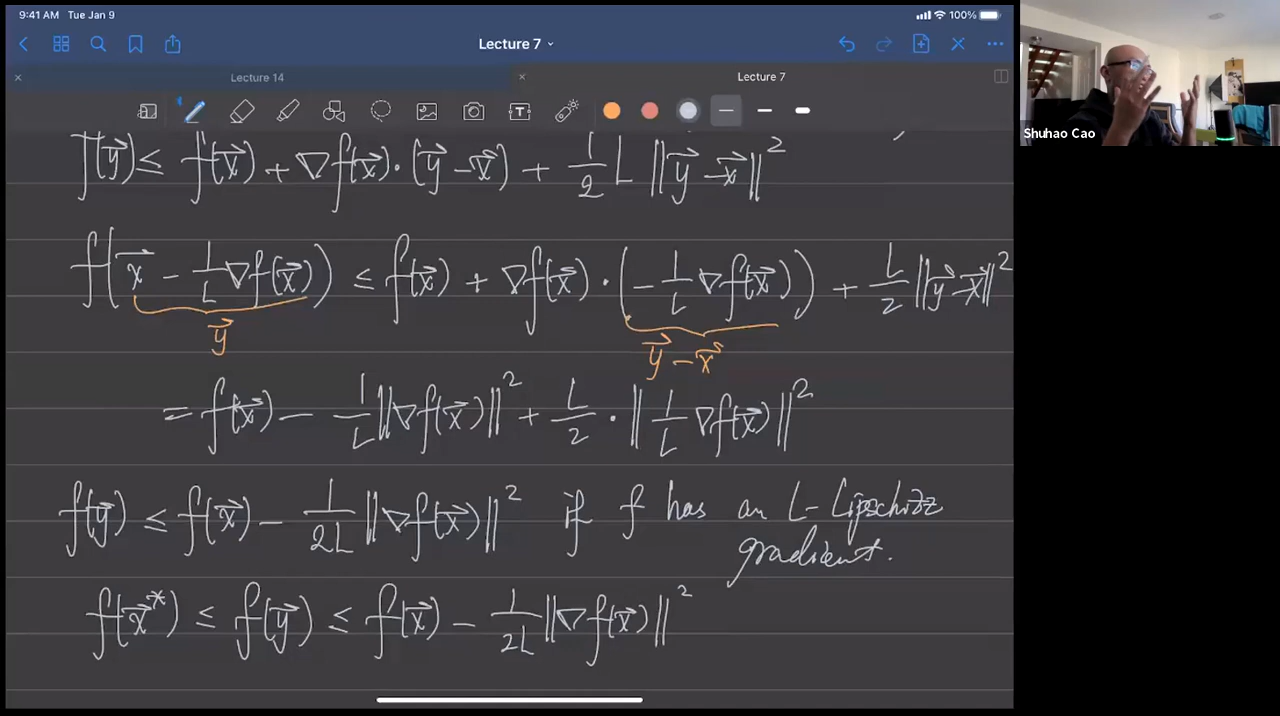 9:41 AM Tue Jan 9
100%
Lecture 7
Lecture 14
Lecture 7
Shuhao Cao
f(y⃗) ≤ f(x⃗) + ∇f(x⃗)·(y⃗ − x⃗) + 1/2 L ‖y⃗ − x⃗‖²
f(x⃗ − 1/L ∇f(x⃗)) ≤ f(x⃗) + ∇f(x⃗)·(− 1/L ∇f(x⃗)) + L/2 ‖y⃗ − x⃗‖²
y⃗
y⃗ − x⃗
= f(x⃗) − 1/L ‖∇f(x⃗)‖² + L/2 · ‖1/L ∇f(x⃗)‖²
f(y⃗) ≤ f(x⃗) − 1/2L ‖∇f(x⃗)‖² if f has an L-Lipschitz
gradient.
f(x⃗*) ≤ f(y⃗) ≤ f(x⃗) − 1/2L ‖∇f(x⃗)‖²